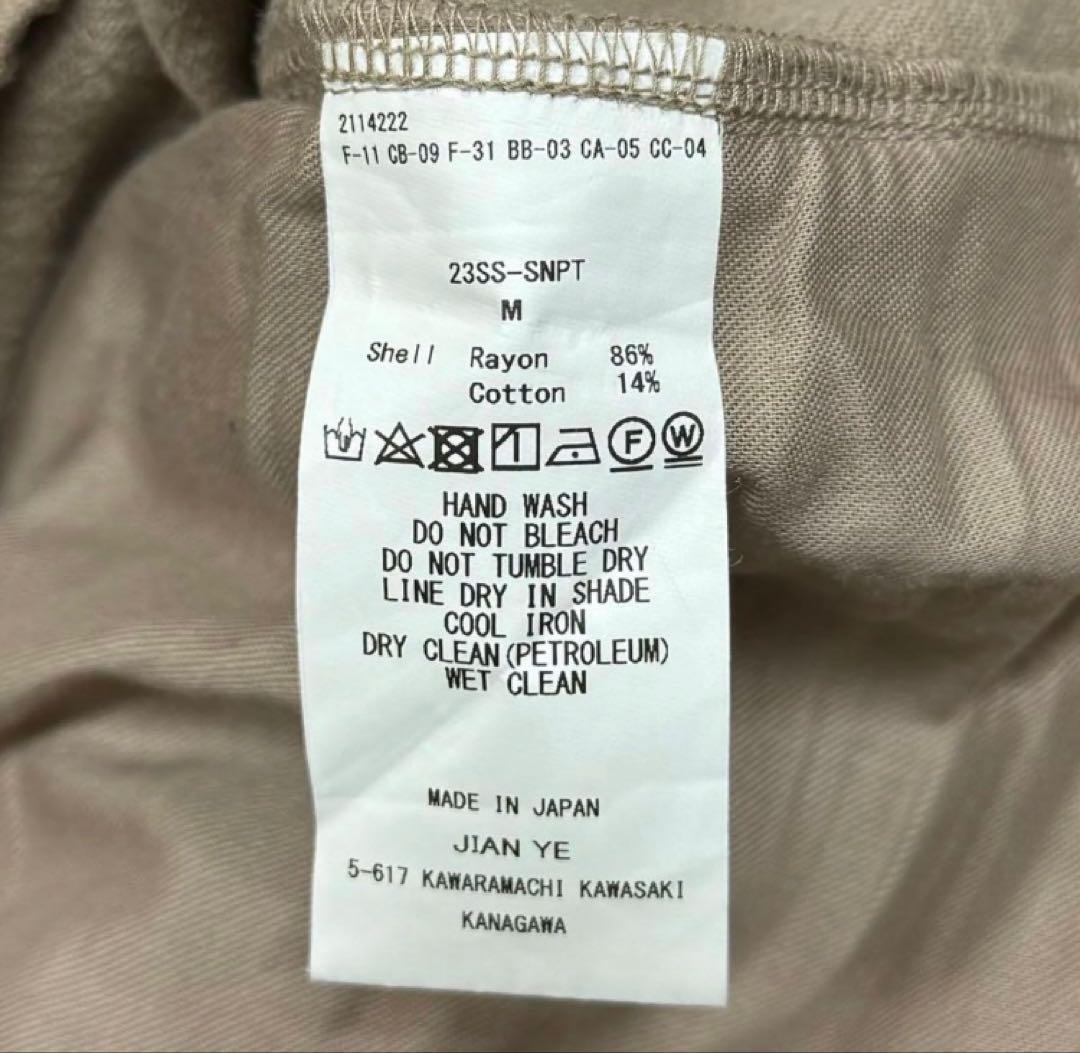 2114222
F-11 CB-09 F-31 BB-03 CA-05 CC-04
23SS-SNPT
M
Shell Rayon 86%
Cotton 14%
F W
HAND WASH
DO NOT BLEACH
DO NOT TUMBLE DRY
LINE DRY IN SHADE
COOL IRON
DRY CLEAN(PETROLEUM)
WET CLEAN
MADE IN JAPAN
JIAN YE
5-617 KAWARAMACHI KAWASAKI
KANAGAWA